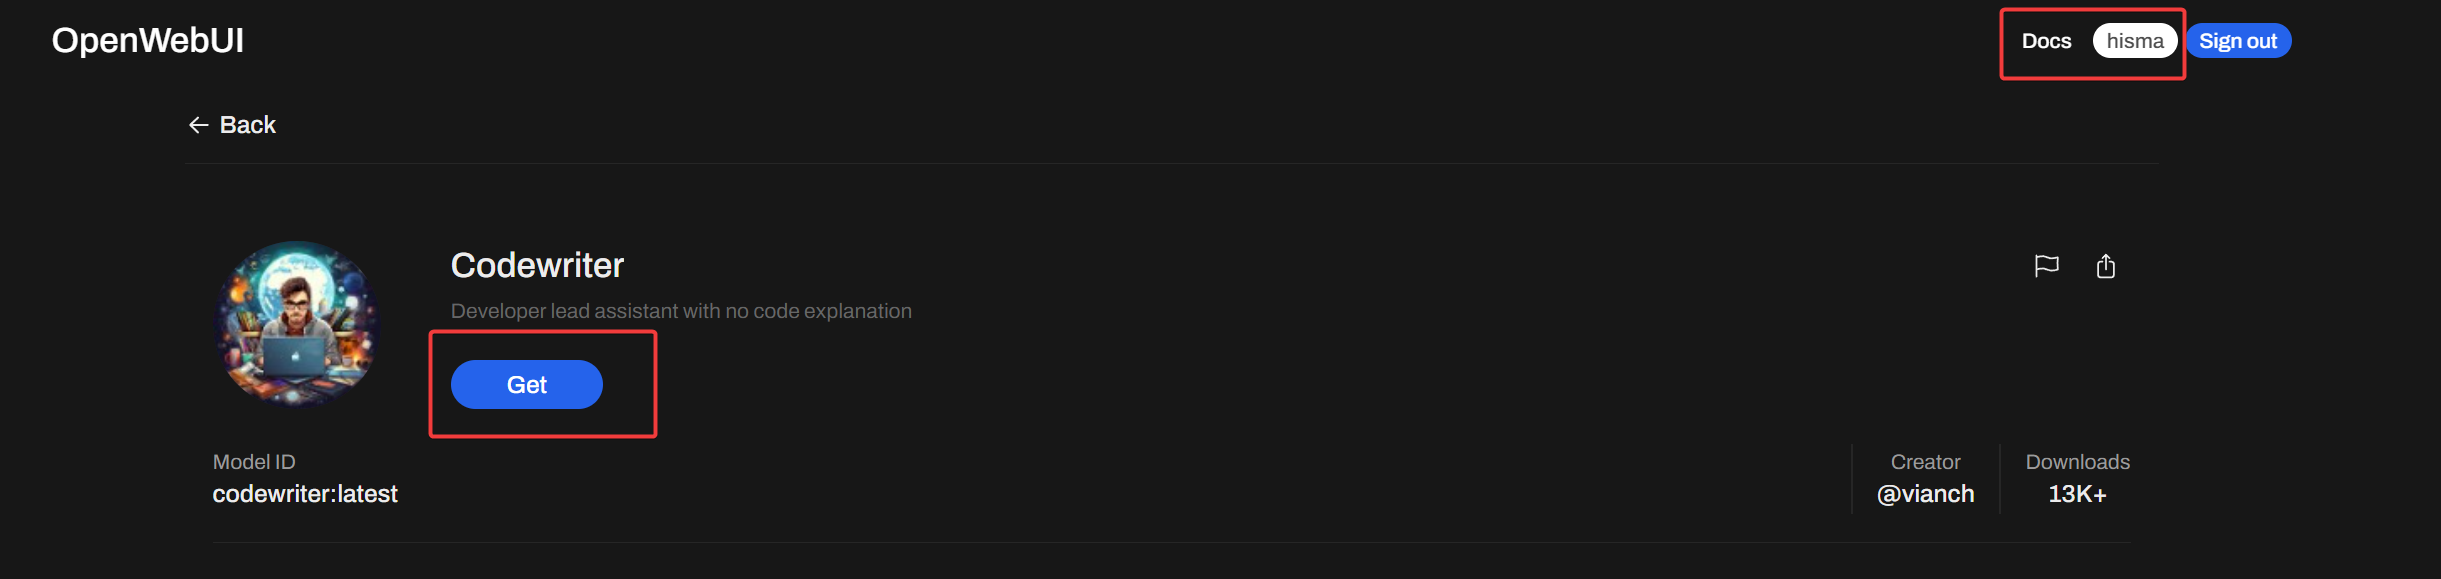 OpenWebUI
Docs hisma Sign out
Back
Codewriter
Developer lead assistant with no code explanation
Get
Model ID
codewriter:latest
Creator
@vianch
Downloads
13K+